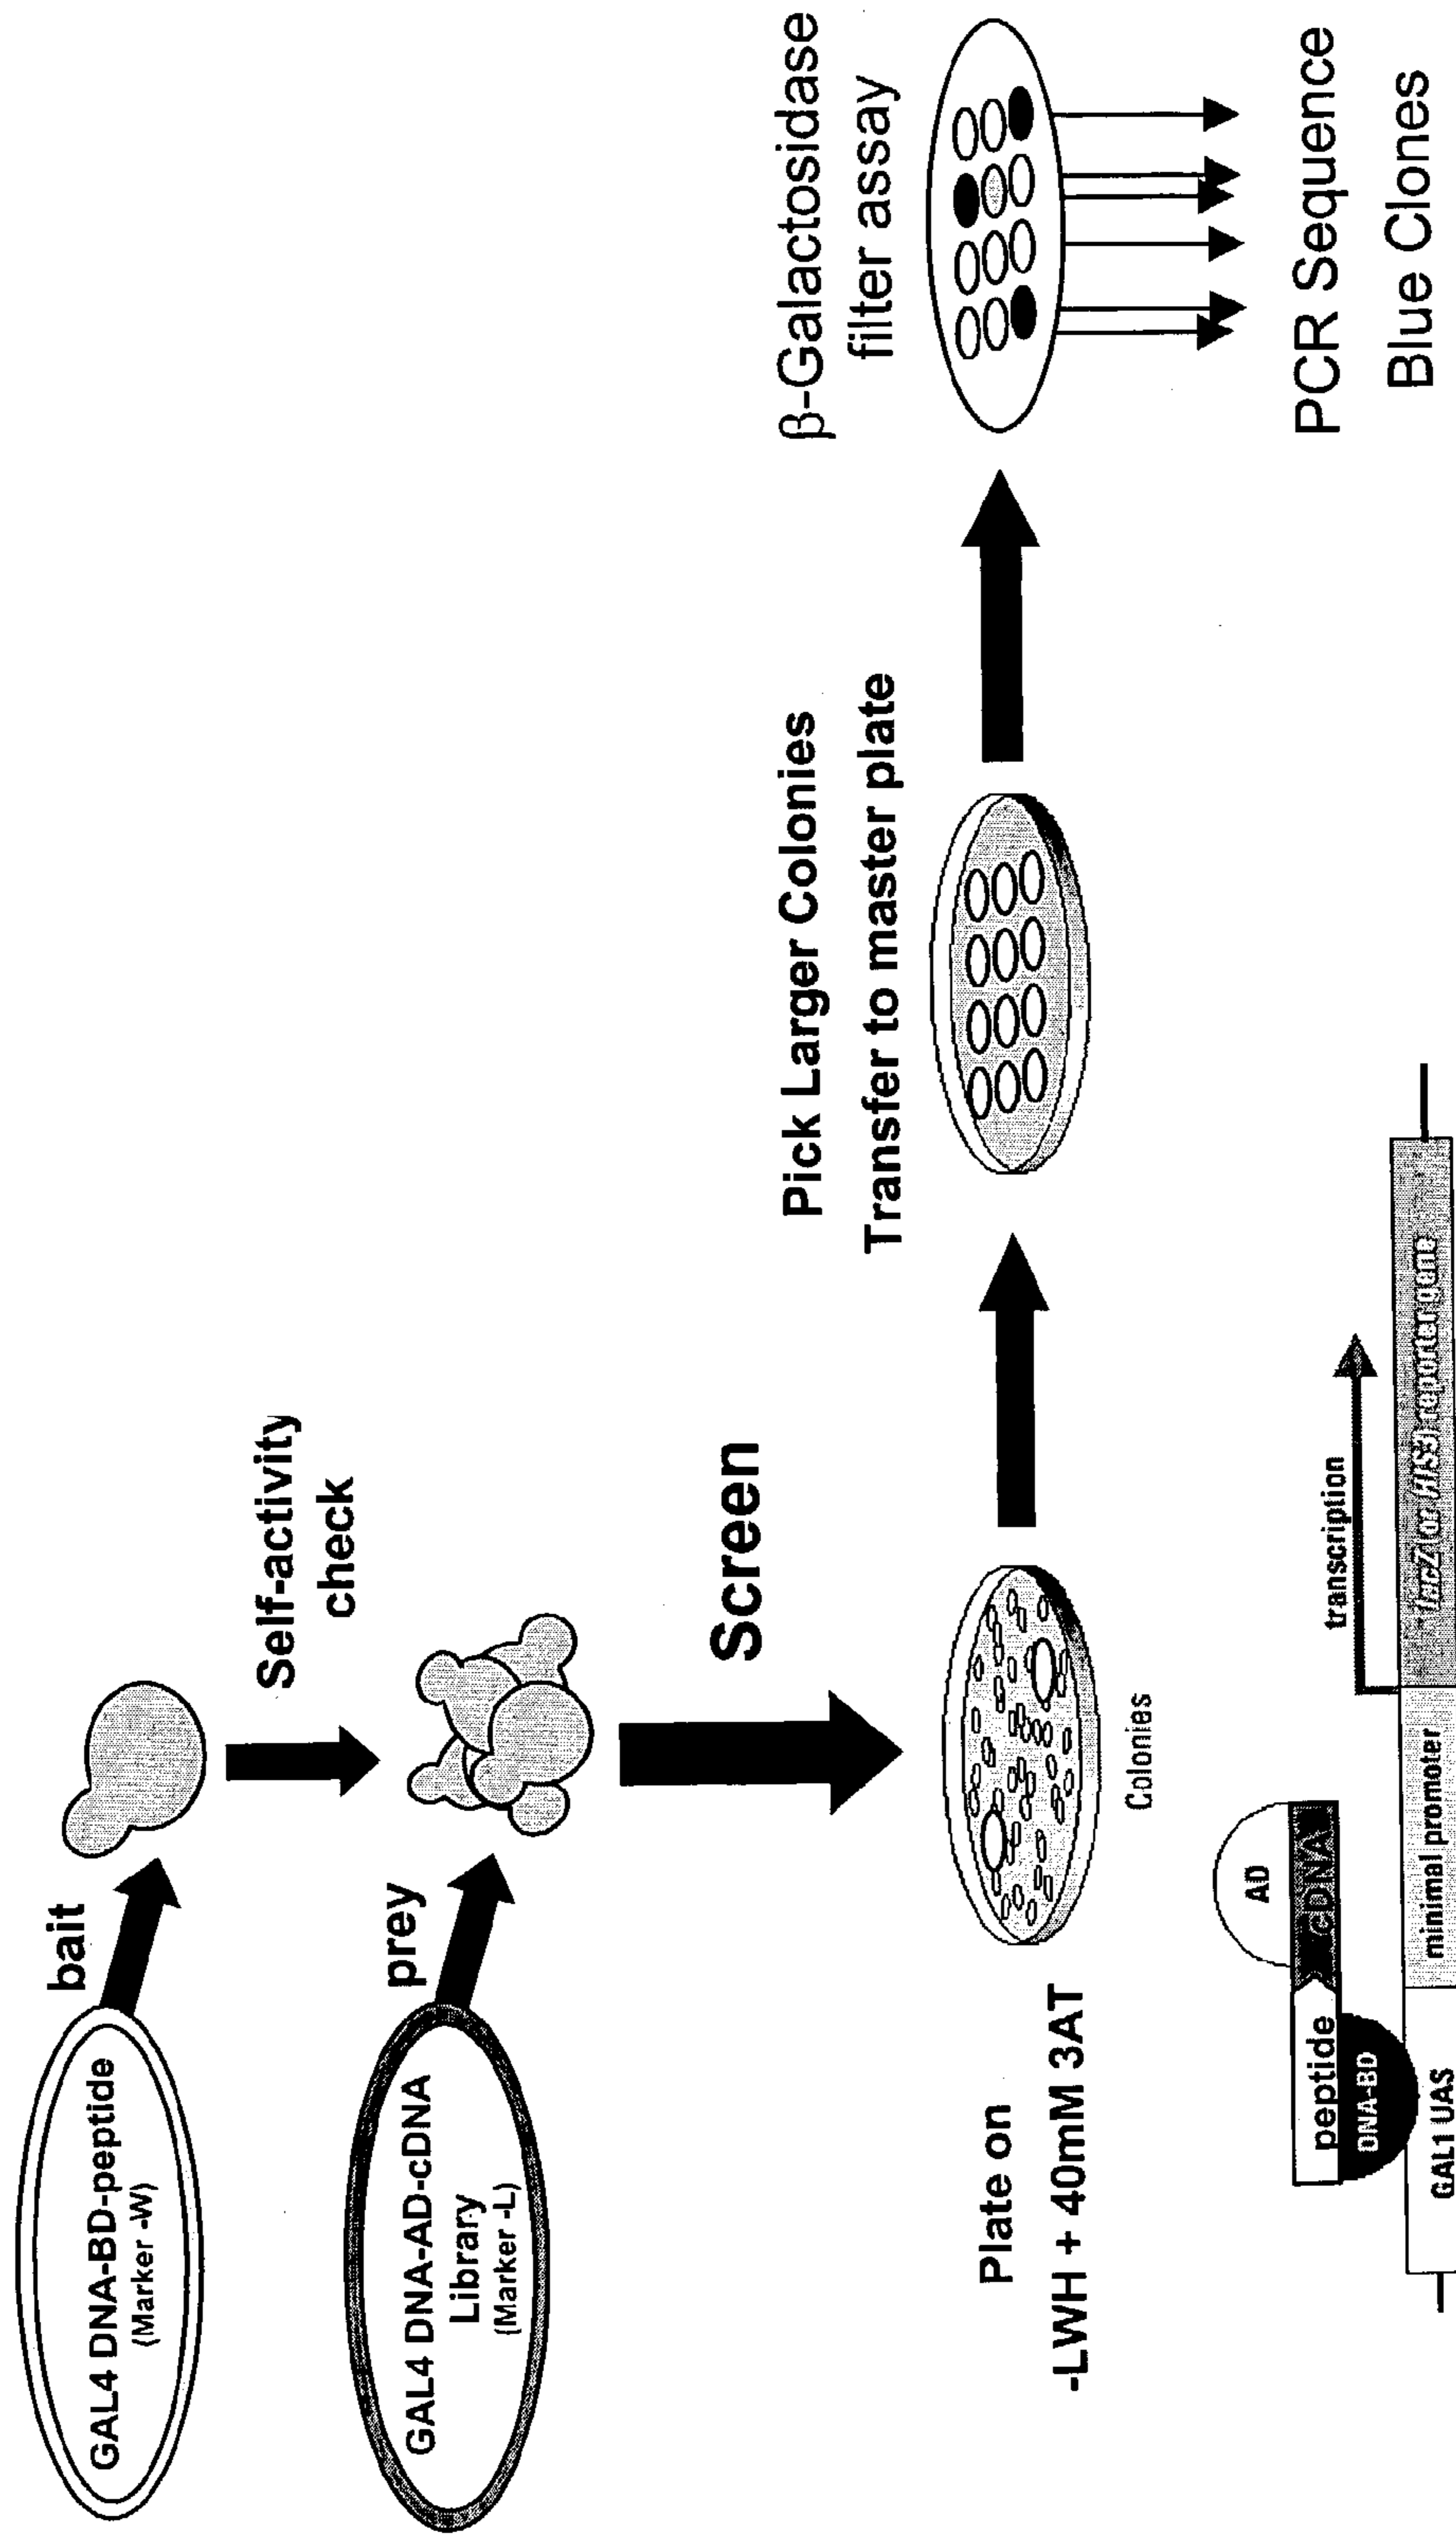 GAL4 DNA-BD-peptide
(Marker -W)
bait
Self-activity
check
GAL4 DNA-AD-cDNA
Library
(Marker -L)
prey
Screen
Plate on
-LWH + 40mM 3AT
Colonies
Pick Larger Colonies
Transfer to master plate
β-Galactosidase
filter assay
PCR Sequence
Blue Clones
AD
cDNA
peptide
DNA-BD
transcription
GAL1 UAS
minimal promoter
lacZ or HIS3 reporter gene